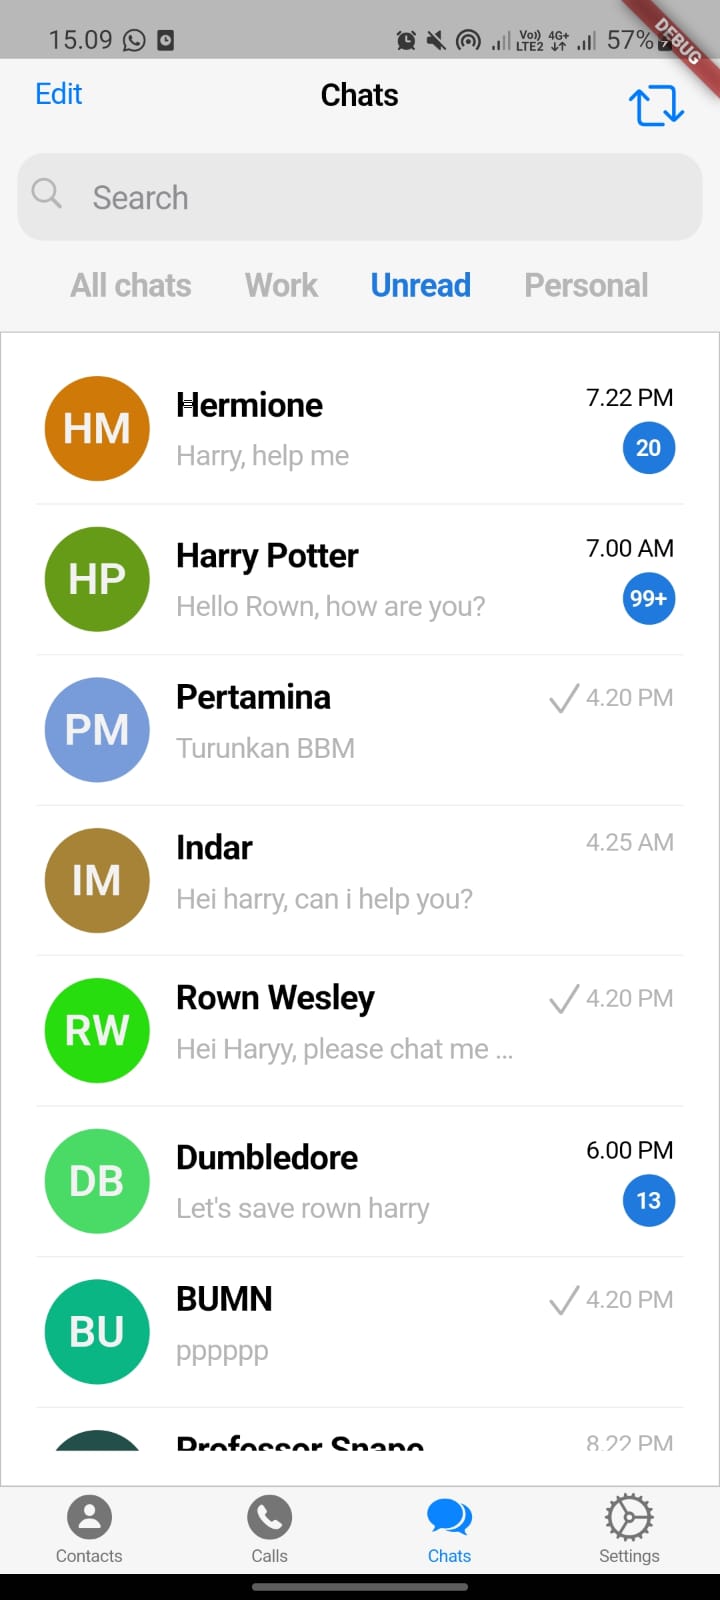 15.09 Vo)) LTE2 4G+ 57%
DEBUG
Edit Chats
Search
All chats Work Unread Personal
HM Hermione 7.22 PM
Harry, help me 20
HP Harry Potter 7.00 AM
Hello Rown, how are you? 99+
PM Pertamina 4.20 PM
Turunkan BBM
IM Indar 4.25 AM
Hei harry, can i help you?
RW Rown Wesley 4.20 PM
Hei Haryy, please chat me ...
DB Dumbledore 6.00 PM
Let's save rown harry 13
BU BUMN 4.20 PM
pppppp
Professor Snape 8.22 PM
Contacts Calls Chats Settings